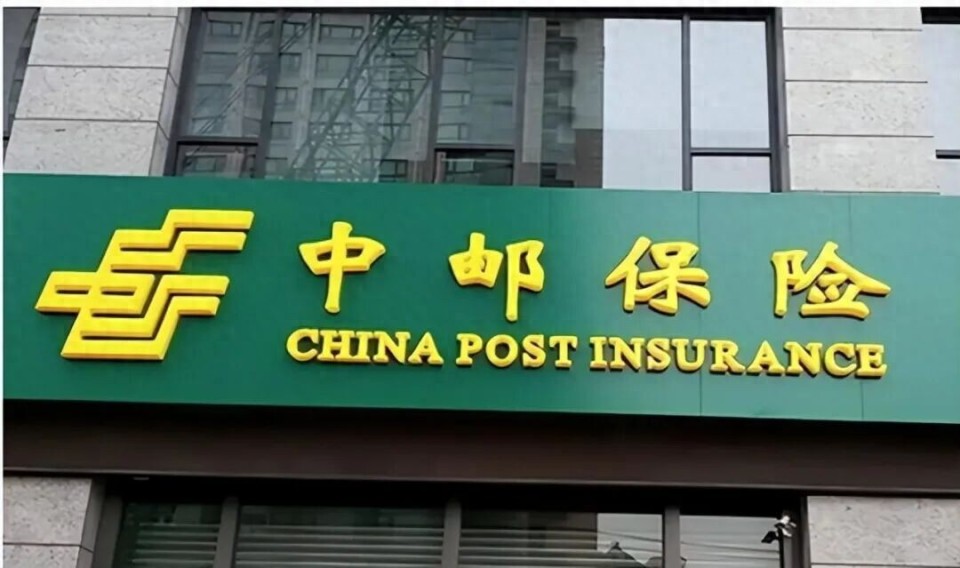 中邮保险
CHINA POST INSURANCE